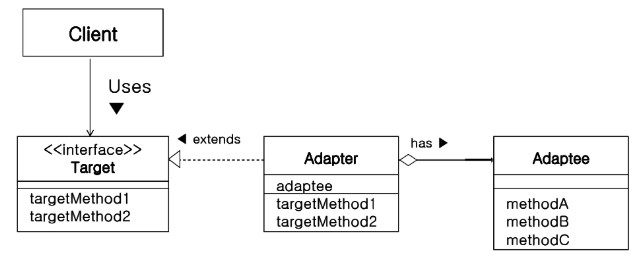 Client
Uses
▼
◀ extends
has ▶
<<interface>>
Target
targetMethod1
targetMethod2
Adapter
adaptee
targetMethod1
targetMethod2
Adaptee
methodA
methodB
methodC